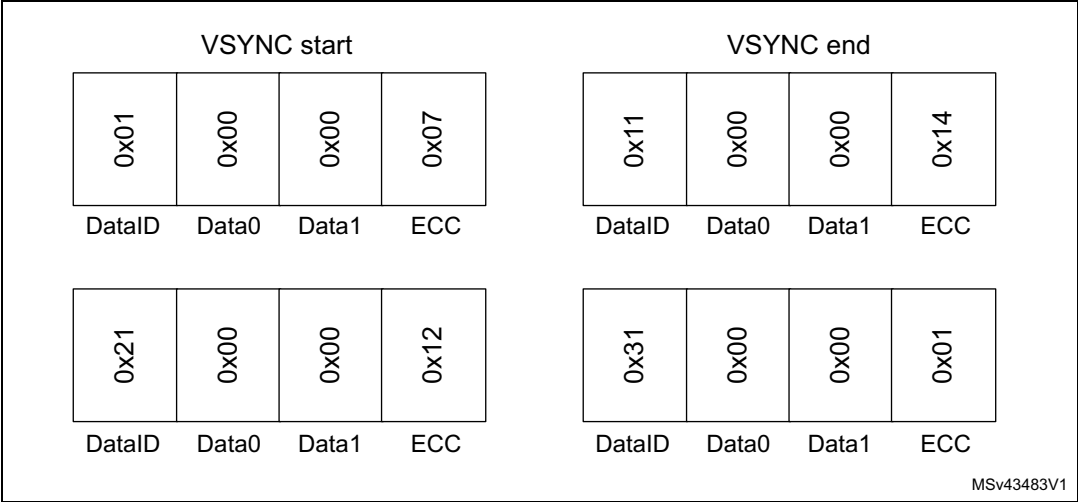 VSYNC start VSYNC end
0x01 0x00 0x00 0x07 0x11 0x00 0x00 0x14
DataID Data0 Data1 ECC DataID Data0 Data1 ECC
0x21 0x00 0x00 0x12 0x31 0x00 0x00 0x01
DataID Data0 Data1 ECC DataID Data0 Data1 ECC
MSv43483V1